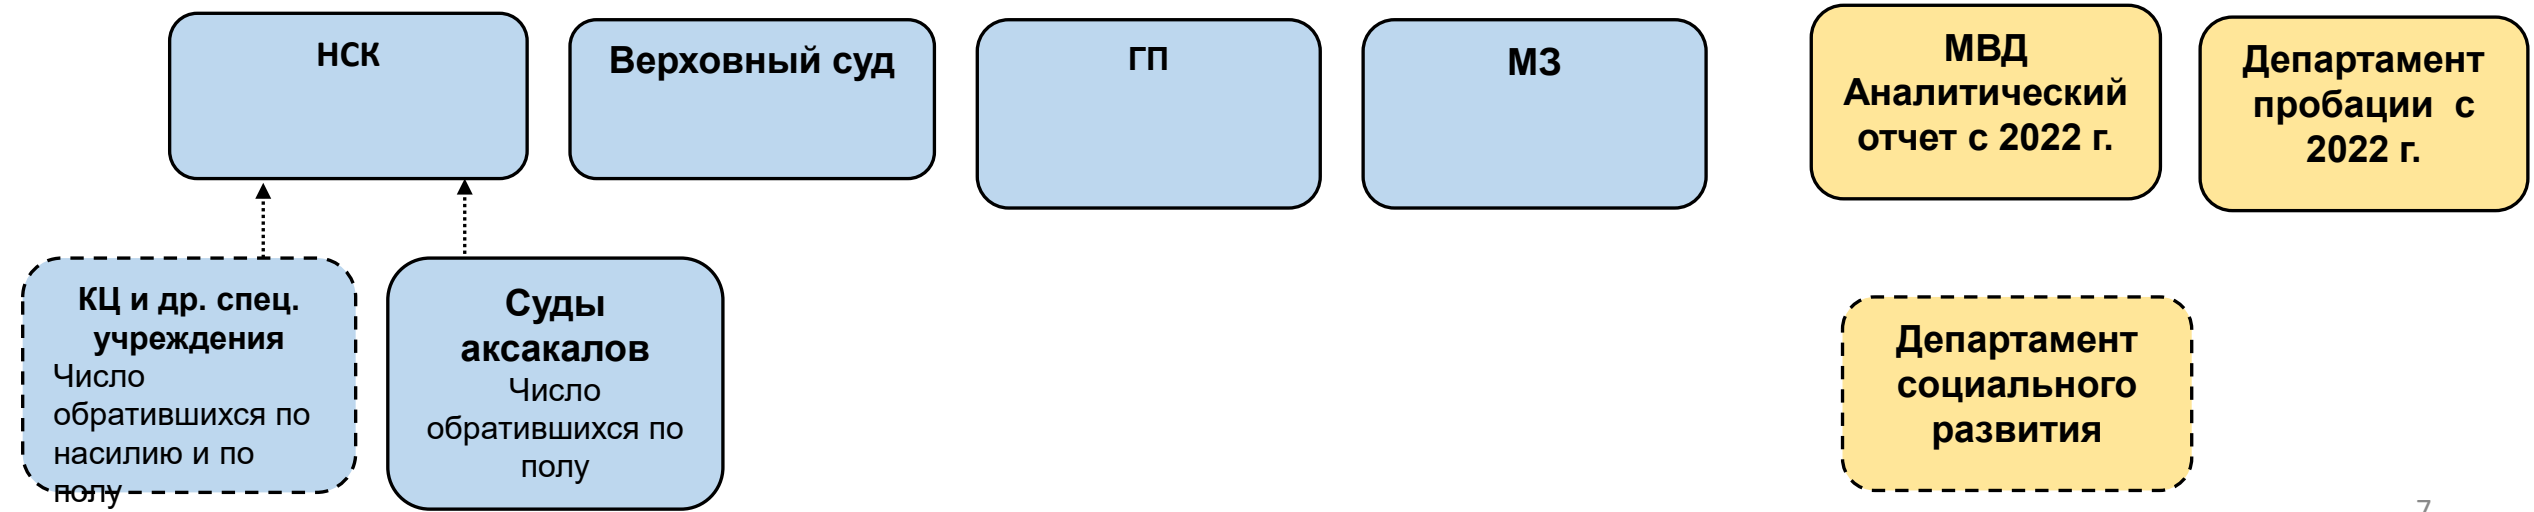 НСК
Верховный суд
ГП
МЗ
МВД
Аналитический
отчет с 2022 г.
Департамент
пробации с
2022 г.
КЦ и др. спец.
учреждения
Число
обратившихся по
насилию и по
полу
Суды
аксакалов
Число
обратившихся по
полу
Департамент
социального
развития
7